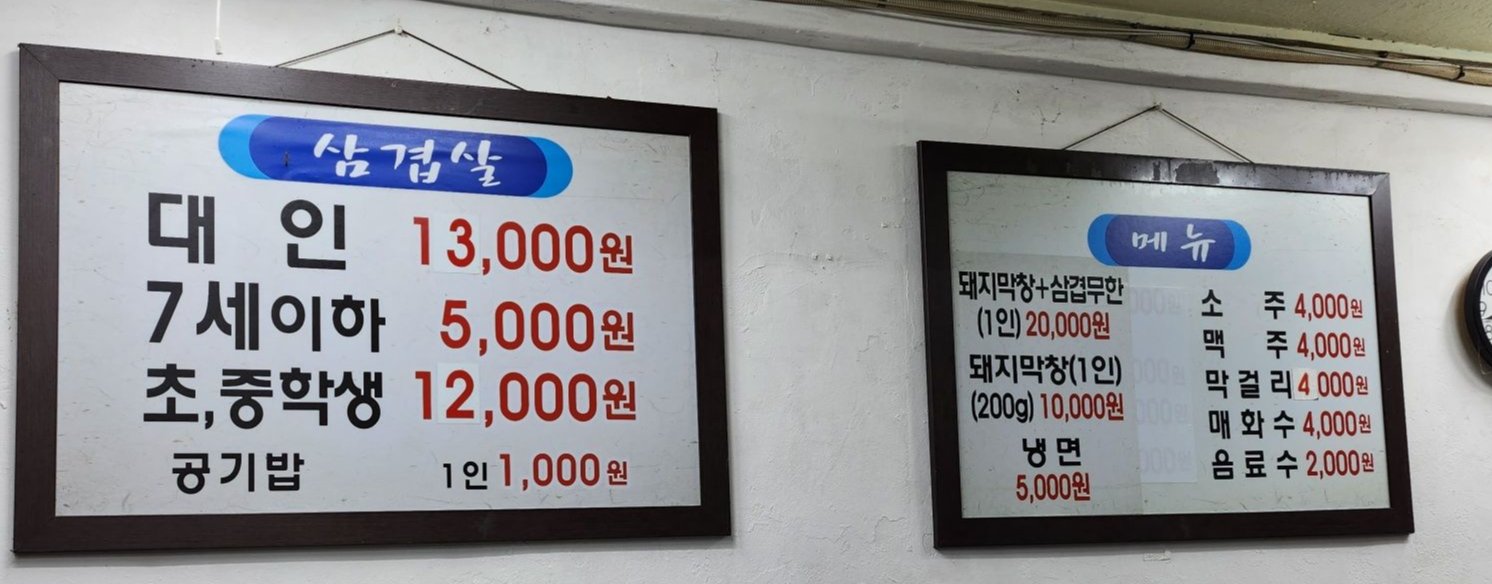 삼겹살
대 인 13,000원
7세이하 5,000원
초,중학생 12,000원
공기밥 1인 1,000원
메뉴
돼지막창+삼겹무한
(1인) 20,000원
돼지막창(1인)
(200g) 10,000원
냉면
5,000원
소 주 4,000원
맥 주 4,000원
막걸리 4,000원
매화수 4,000원
음료수 2,000원